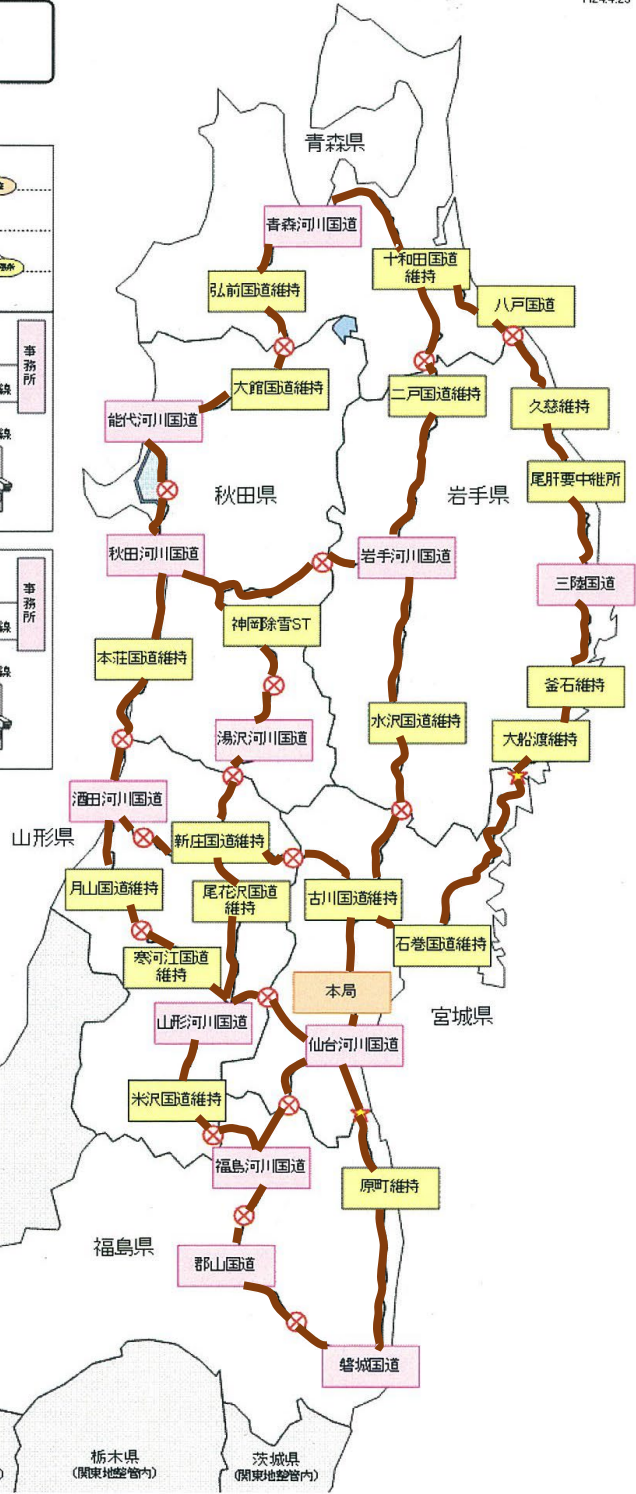 H24.4.23
青森県
青森河川国道
十和田国道
維持
弘前国道維持
八戸国道
大館国道維持
二戸国道維持
久慈維持
能代河川国道
事務所
尾肝要中継所
秋田県
岩手県
秋田河川国道
岩手河川国道
三陸国道
事務所
神岡除雪ST
本荘国道維持
釜石維持
水沢国道維持
湯沢河川国道
大船渡維持
酒田河川国道
山形県
新庄国道維持
月山国道維持
尾花沢国道
維持
古川国道維持
石巻国道維持
寒河江国道
維持
本局
宮城県
山形河川国道
仙台河川国道
米沢国道維持
福島河川国道
原町維持
福島県
郡山国道
磐城国道
栃木県
(関東地整管内)
茨城県
(関東地整管内)